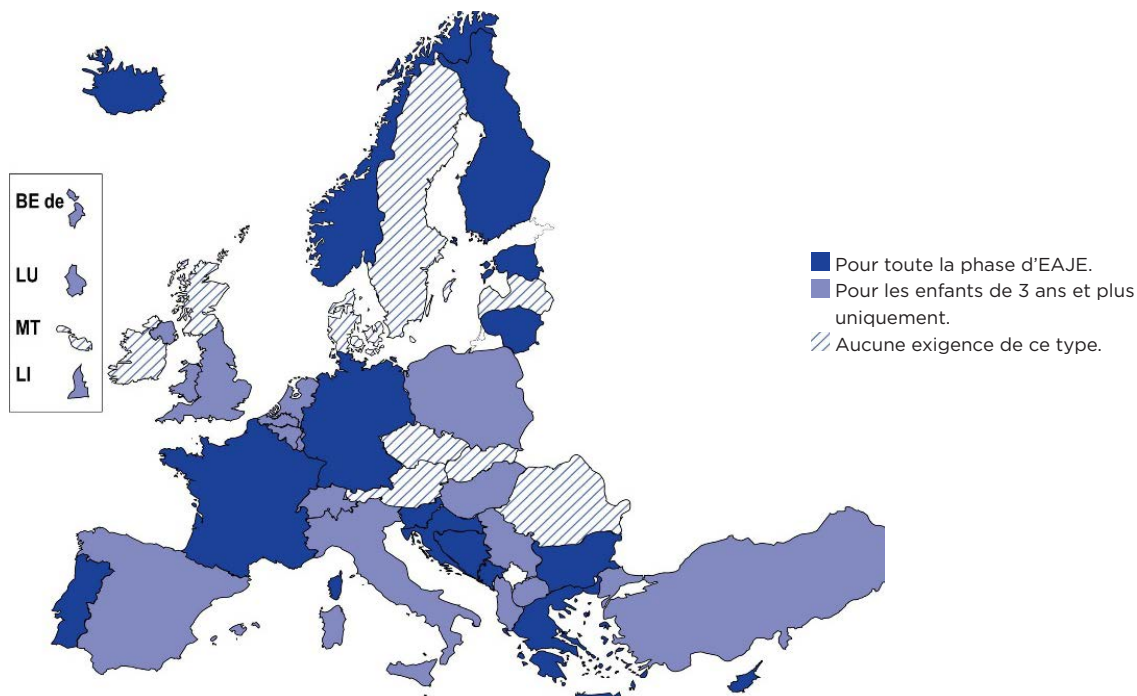 BE de
LU
MT
LI
Pour toute la phase d’EAJE.
Pour les enfants de 3 ans et plus
uniquement.
Aucune exigence de ce type.